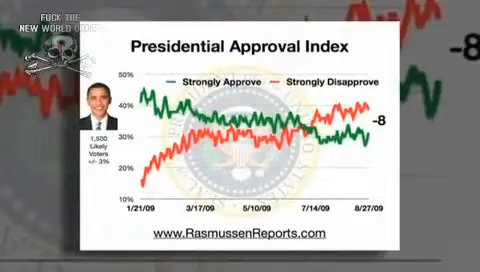 FUCK THE
NEW WORLD ORDER
Presidential Approval Index
-8
50%
Strongly Approve
Strongly Disapprove
40%
-8
1,500
Likely
Voters
+/- 3%
30%
20%
10%
1/21/09
3/17/09
5/10/09
7/14/09
8/27/09
www.RasmussenReports.com